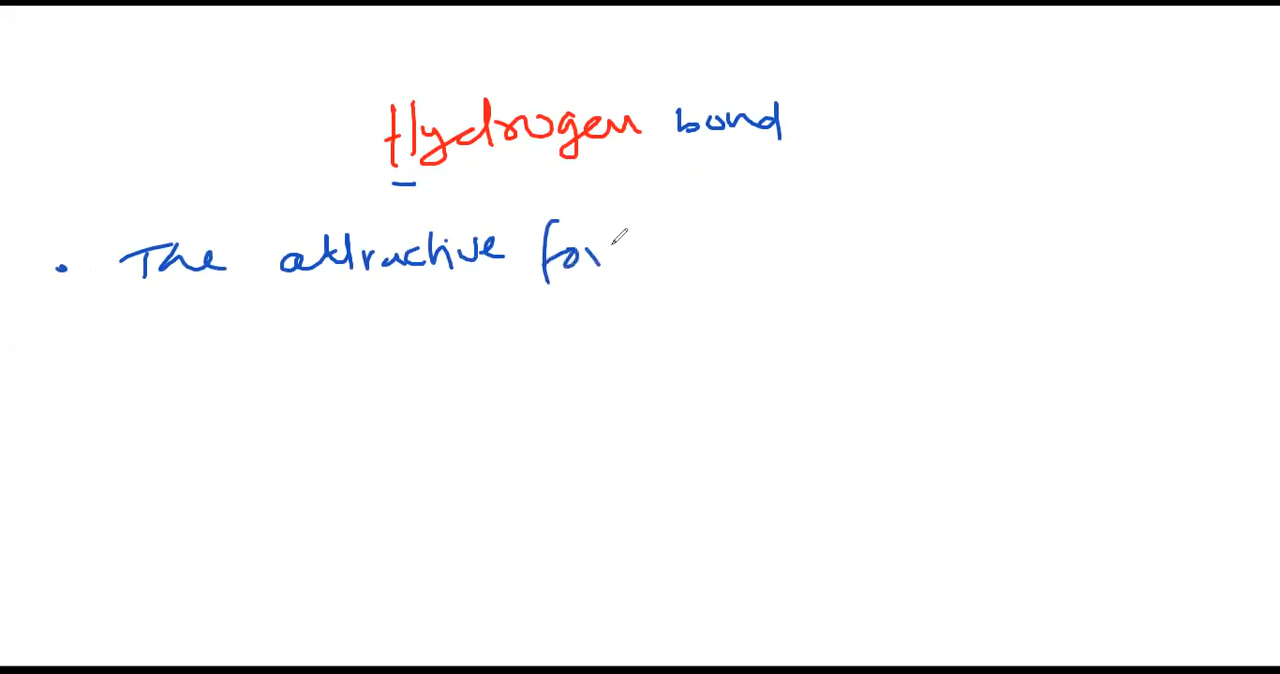 Hydrogen bond
. The attractive for